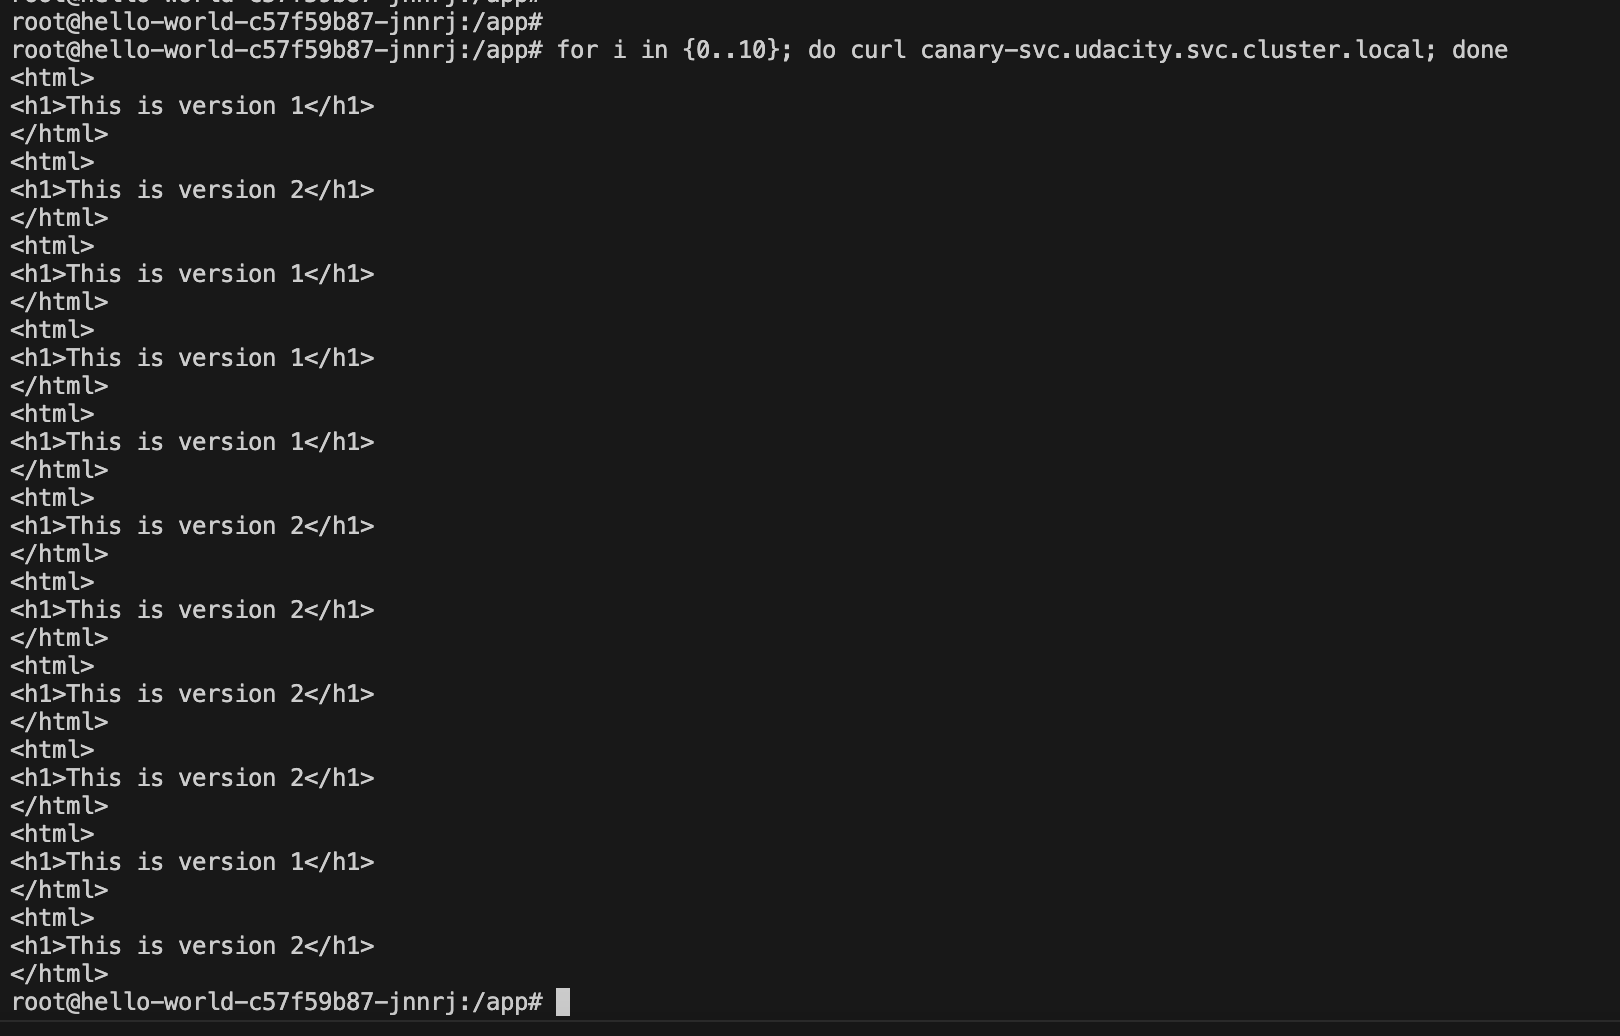 root@hello-world-c57f59b87-jnnrj:/app#
root@hello-world-c57f59b87-jnnrj:/app#
root@hello-world-c57f59b87-jnnrj:/app# for i in {0..10}; do curl canary-svc.udacity.svc.cluster.local; done
<html>
<h1>This is version 1</h1>
</html>
<html>
<h1>This is version 2</h1>
</html>
<html>
<h1>This is version 1</h1>
</html>
<html>
<h1>This is version 1</h1>
</html>
<html>
<h1>This is version 1</h1>
</html>
<html>
<h1>This is version 2</h1>
</html>
<html>
<h1>This is version 2</h1>
</html>
<html>
<h1>This is version 2</h1>
</html>
<html>
<h1>This is version 2</h1>
</html>
<html>
<h1>This is version 1</h1>
</html>
<html>
<h1>This is version 2</h1>
</html>
root@hello-world-c57f59b87-jnnrj:/app#